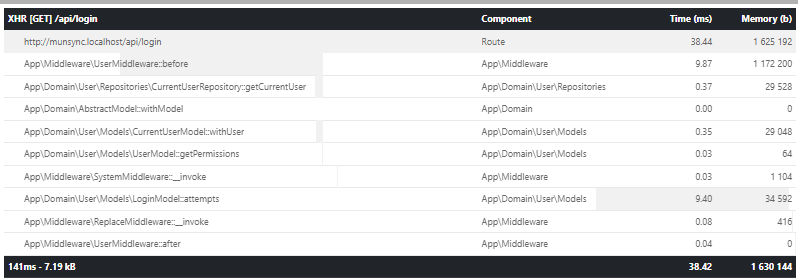 XHR [GET] /api/login Component Time (ms) Memory (b)
http://munsync.localhost/api/login Route 38.44 1 625 192
App\Middleware\UserMiddleware::before App\Middleware 9.87 1 172 200
App\Domain\User\Repositories\CurrentUserRepository::getCurrentUser App\Domain\User\Repositories 0.37 29 528
App\Domain\AbstractModel::withModel App\Domain 0.00 0
App\Domain\User\Models\CurrentUserModel::withUser App\Domain\User\Models 0.35 29 048
App\Domain\User\Models\UserModel::getPermissions App\Domain\User\Models 0.03 64
App\Middleware\SystemMiddleware::__invoke App\Middleware 0.03 1 104
App\Domain\User\Models\LoginModel::attempts App\Domain\User\Models 9.40 34 592
App\Middleware\ReplaceMiddleware::__invoke App\Middleware 0.08 416
App\Middleware\UserMiddleware::after App\Middleware 0.04 0
141ms - 7.19 kB 38.42 1 630 144